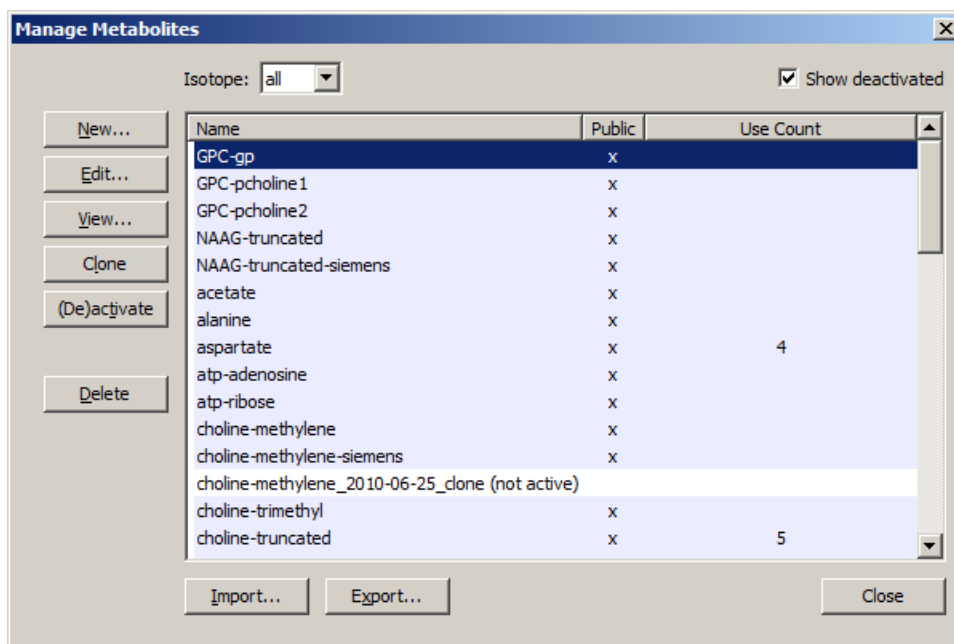 Manage Metabolites
Isotope: all Show deactivated
New...
Edit...
View...
Clone
(De)activate
Delete
Name Public Use Count
GPC-gp x
GPC-pcholine1 x
GPC-pcholine2 x
NAAG-truncated x
NAAG-truncated-siemens x
acetate x
alanine x
aspartate x 4
atp-adenosine x
atp-ribose x
choline-methylene x
choline-methylene-siemens x
choline-methylene_2010-06-25_clone (not active)
choline-trimethyl x
choline-truncated x 5
Import... Export... Close